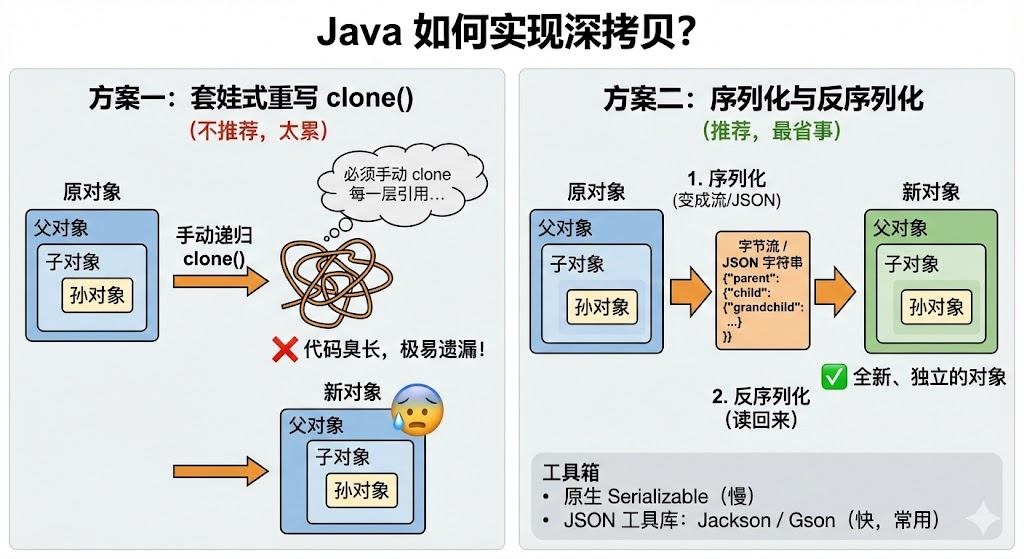 Java 如何实现深拷贝？
方案一：套娃式重写 clone()
（不推荐，太累）
必须手动 clone
每一层引用…
原对象
父对象
子对象
孙对象
手动递归
clone()
❌ 代码臭长，极易遗漏！
新对象
父对象
子对象
孙对象
方案二：序列化与反序列化
（推荐，最省事）
原对象
父对象
子对象
孙对象
1. 序列化
(变成流/JSON)
字节流 /
JSON 字符串
{"parent":
{"child":
{"grandchild":
...}
}}
2. 反序列化
（读回来）
新对象
父对象
子对象
孙对象
✅ 全新、独立的对象
工具箱
• 原生 Serializable（慢）
• JSON 工具库：Jackson / Gson（快，常用）